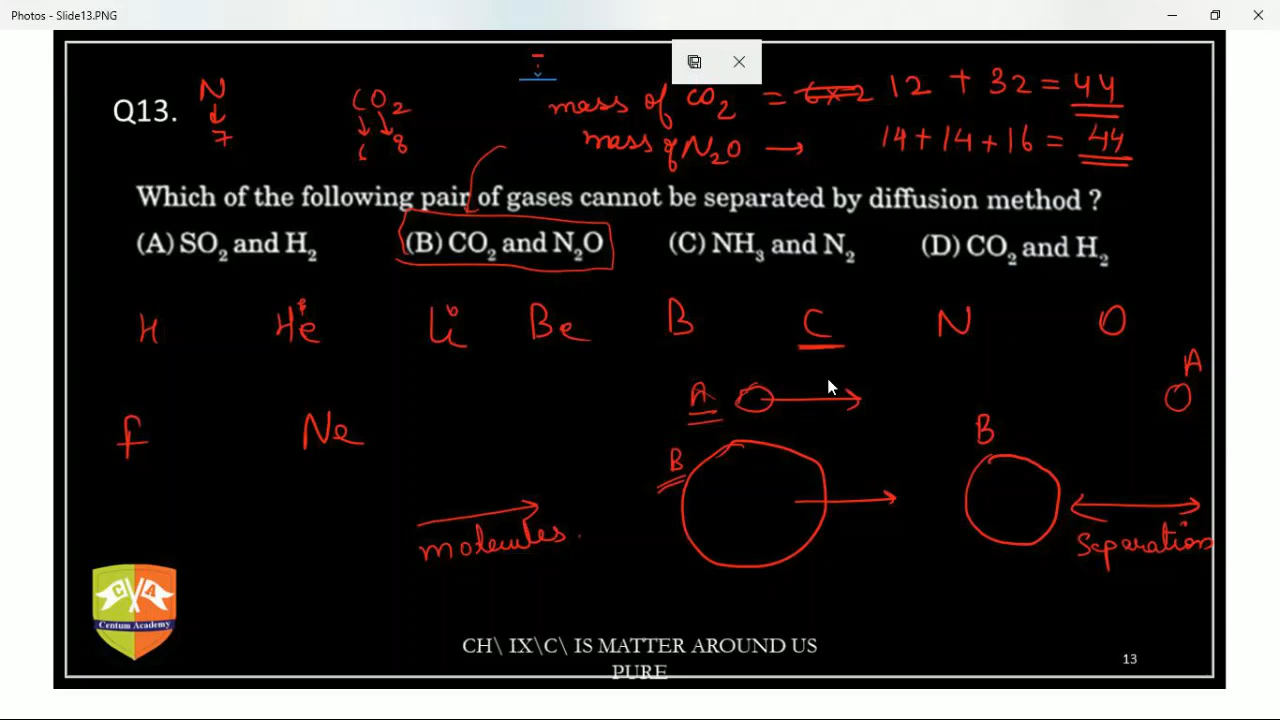 Photos - Slide13.PNG
N
↓
7
CO₂
↓ ↓
6 8
mass of CO₂ = 6×2 12 + 32 = 44
mass of N₂O → 14+14+16 = 44
Q13.
Which of the following pair of gases cannot be separated by diffusion method ?
(A) SO₂ and H₂ (B) CO₂ and N₂O (C) NH₃ and N₂ (D) CO₂ and H₂
H He Li Be B C N O
F Ne
A A
B B
molecules.
Separation
C A
Centum Academy
CH\ IX\C\ IS MATTER AROUND US
PURE
13